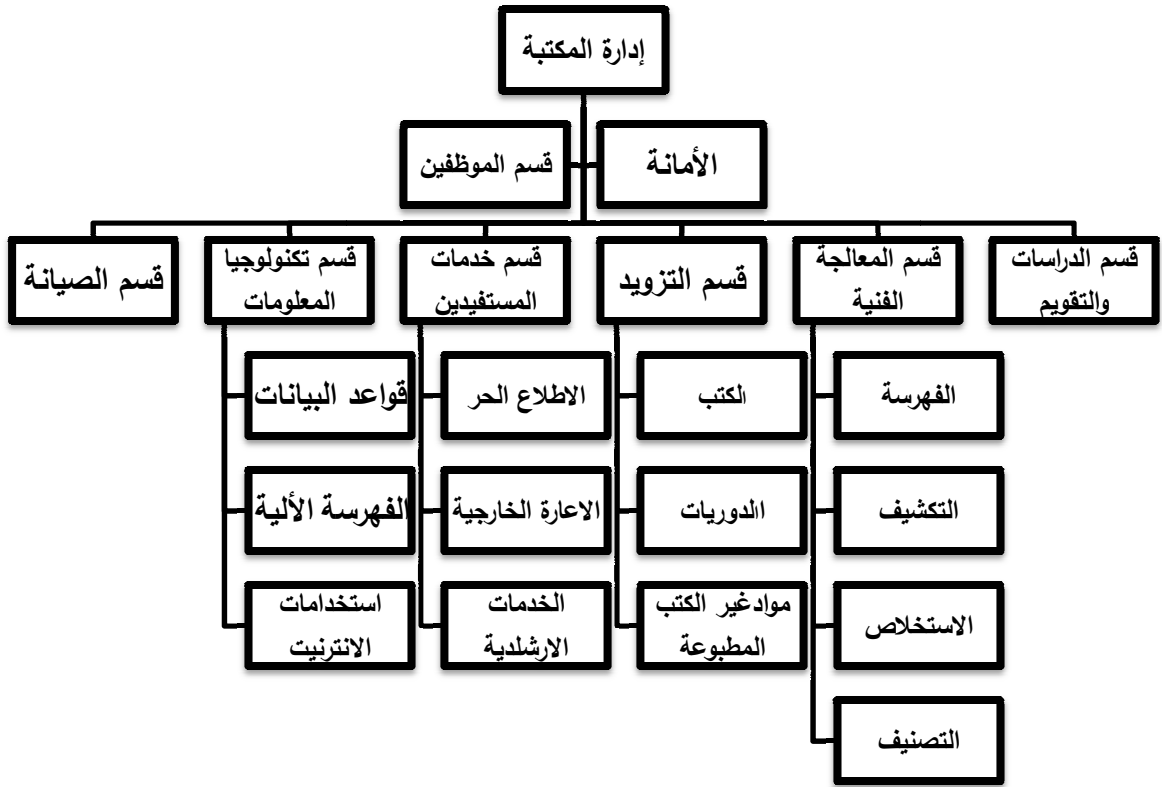 إدارة المكتبة
الأمانة
قسم الموظفين
قسم الدراسات
والتقويم
قسم المعالجة
الفنية
قسم التزويد
قسم خدمات
المستفيدين
قسم تكنولوجيا
المعلومات
قسم الصيانة
الفهرسة
الكتب
الاطلاع الحر
قواعد البيانات
التكشيف
الدوريات
الاعارة الخارجية
الفهرسة الألية
الاستخلاص
موادغير الكتب
المطبوعة
الخدمات
الارشلدية
استخدامات
الانترنيت
التصنيف